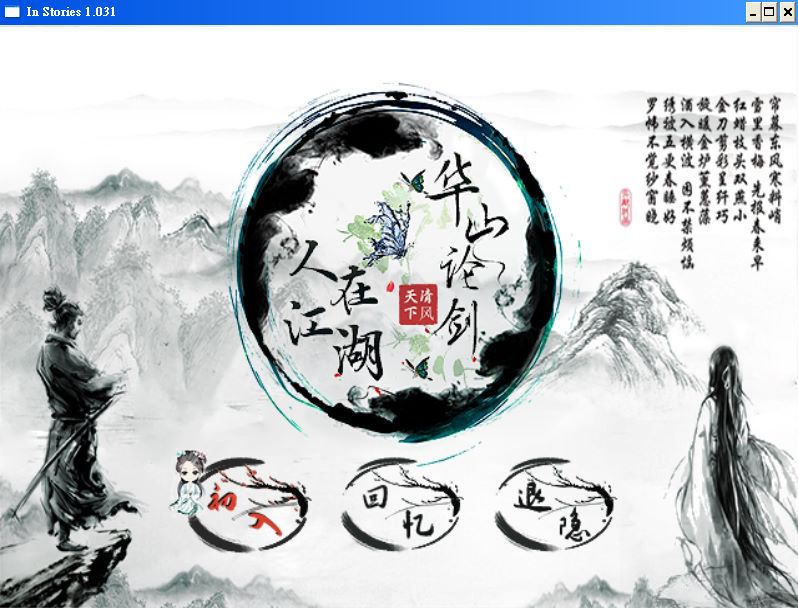 In Stories 1.031
帘幕东风寒料峭
雪里香梅 先报春来早
红蜡枝头双燕小
金刀剪彩呈纤巧
旋暖金炉薰蕙藻
酒入横波 困不禁烦恼
绣被五更春睡好
罗帏不觉纱窗晓
华山论剑
人在江湖
清风
天下
初入
回忆
退隐